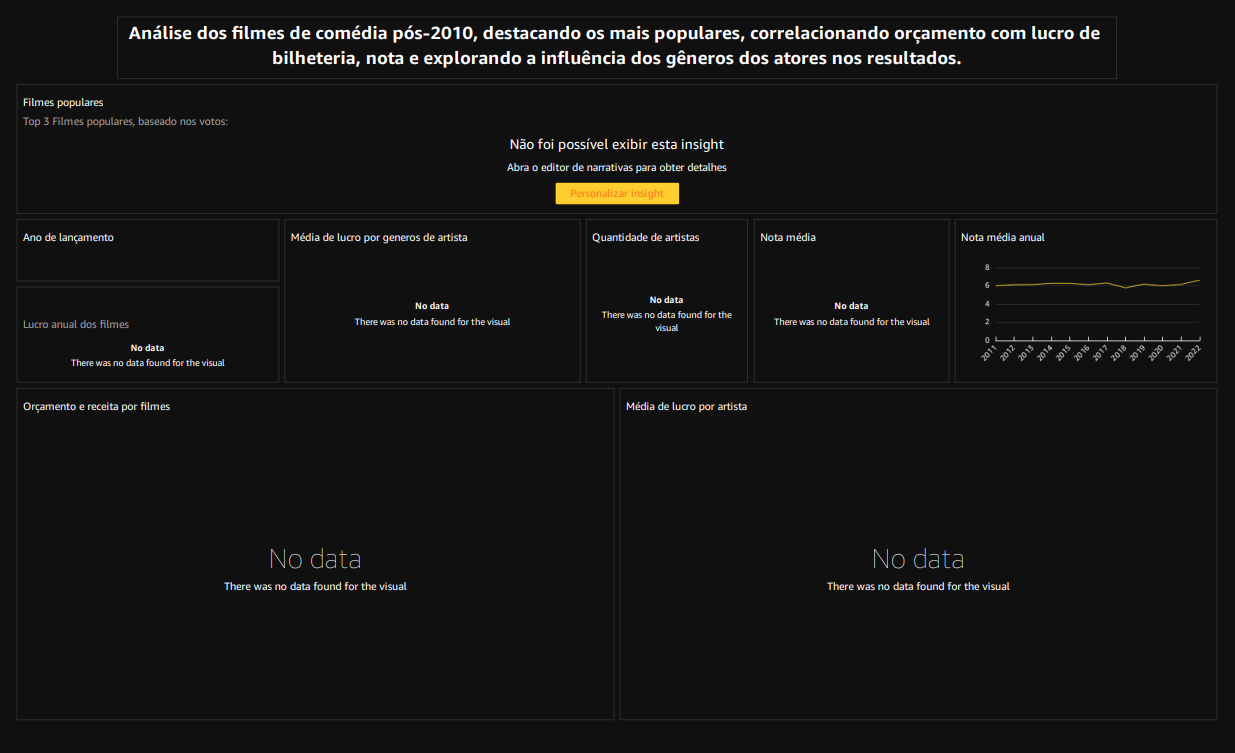 Análise dos filmes de comédia pós-2010, destacando os mais populares, correlacionando orçamento com lucro de
bilheteria, nota e explorando a influência dos gêneros dos atores nos resultados.
Filmes populares
Top 3 Filmes populares, baseado nos votos:
Não foi possível exibir esta insight
Abra o editor de narrativas para obter detalhes
Personalizar insight
Ano de lançamento
Lucro anual dos filmes
No data
There was no data found for the visual
Média de lucro por generos de artista
No data
There was no data found for the visual
Quantidade de artistas
No data
There was no data found for the
visual
Nota média
No data
There was no data found for the visual
Nota média anual
8
6
4
2
0
2011
2012
2013
2014
2015
2016
2017
2018
2019
2020
2021
2022
Orçamento e receita por filmes
No data
There was no data found for the visual
Média de lucro por artista
No data
There was no data found for the visual